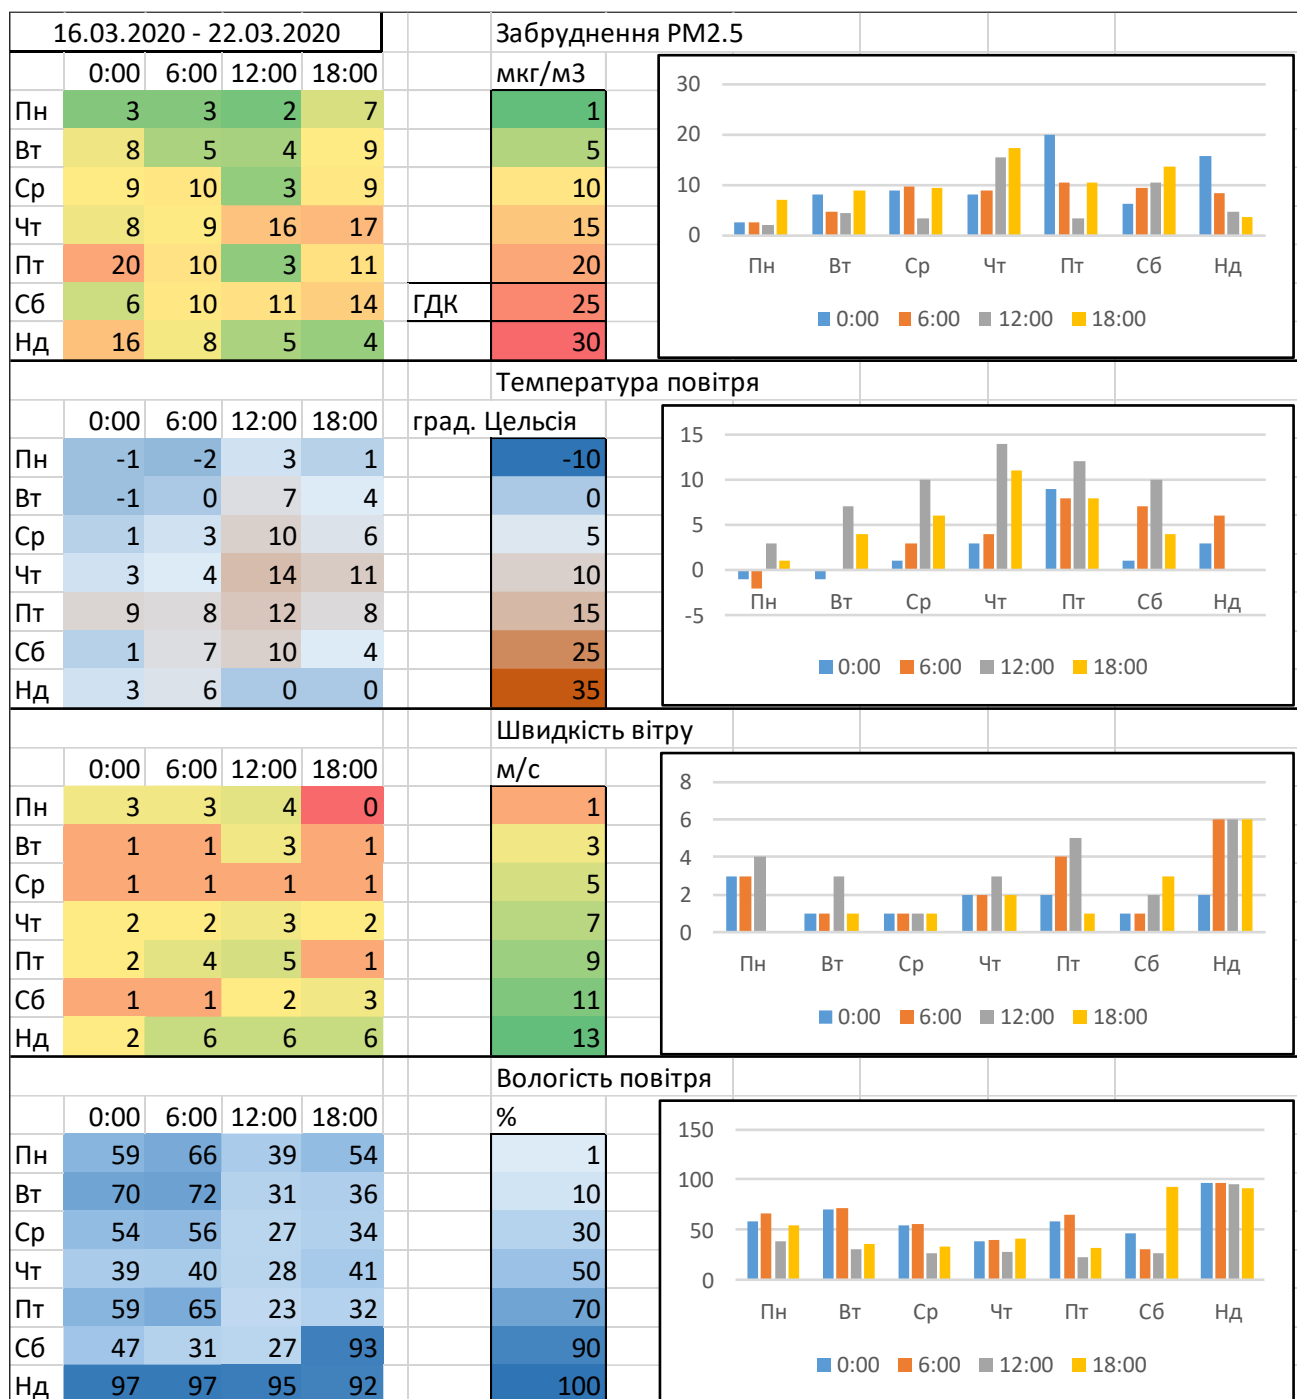 16.03.2020 - 22.03.2020 Забруднення PM2.5
0:00 6:00 12:00 18:00 мкг/м3
Пн 3 3 2 7 1
Вт 8 5 4 9 5
Ср 9 10 3 9 10
Чт 8 9 16 17 15
Пт 20 10 3 11 20
Сб 6 10 11 14 ГДК 25
Нд 16 8 5 4 30
30
20
10
0
Пн Вт Ср Чт Пт Сб Нд
0:00 6:00 12:00 18:00
Температура повітря
0:00 6:00 12:00 18:00 град. Цельсія
Пн -1 -2 3 1 -10
Вт -1 0 7 4 0
Ср 1 3 10 6 5
Чт 3 4 14 11 10
Пт 9 8 12 8 15
Сб 1 7 10 4 25
Нд 3 6 0 0 35
15
10
5
0
-5
Пн Вт Ср Чт Пт Сб Нд
0:00 6:00 12:00 18:00
Швидкість вітру
0:00 6:00 12:00 18:00 м/с
Пн 3 3 4 0 1
Вт 1 1 3 1 3
Ср 1 1 1 1 5
Чт 2 2 3 2 7
Пт 2 4 5 1 9
Сб 1 1 2 3 11
Нд 2 6 6 6 13
8
6
4
2
0
Пн Вт Ср Чт Пт Сб Нд
0:00 6:00 12:00 18:00
Вологість повітря
0:00 6:00 12:00 18:00 %
Пн 59 66 39 54 1
Вт 70 72 31 36 10
Ср 54 56 27 34 30
Чт 39 40 28 41 50
Пт 59 65 23 32 70
Сб 47 31 27 93 90
Нд 97 97 95 92 100
150
100
50
0
Пн Вт Ср Чт Пт Сб Нд
0:00 6:00 12:00 18:00